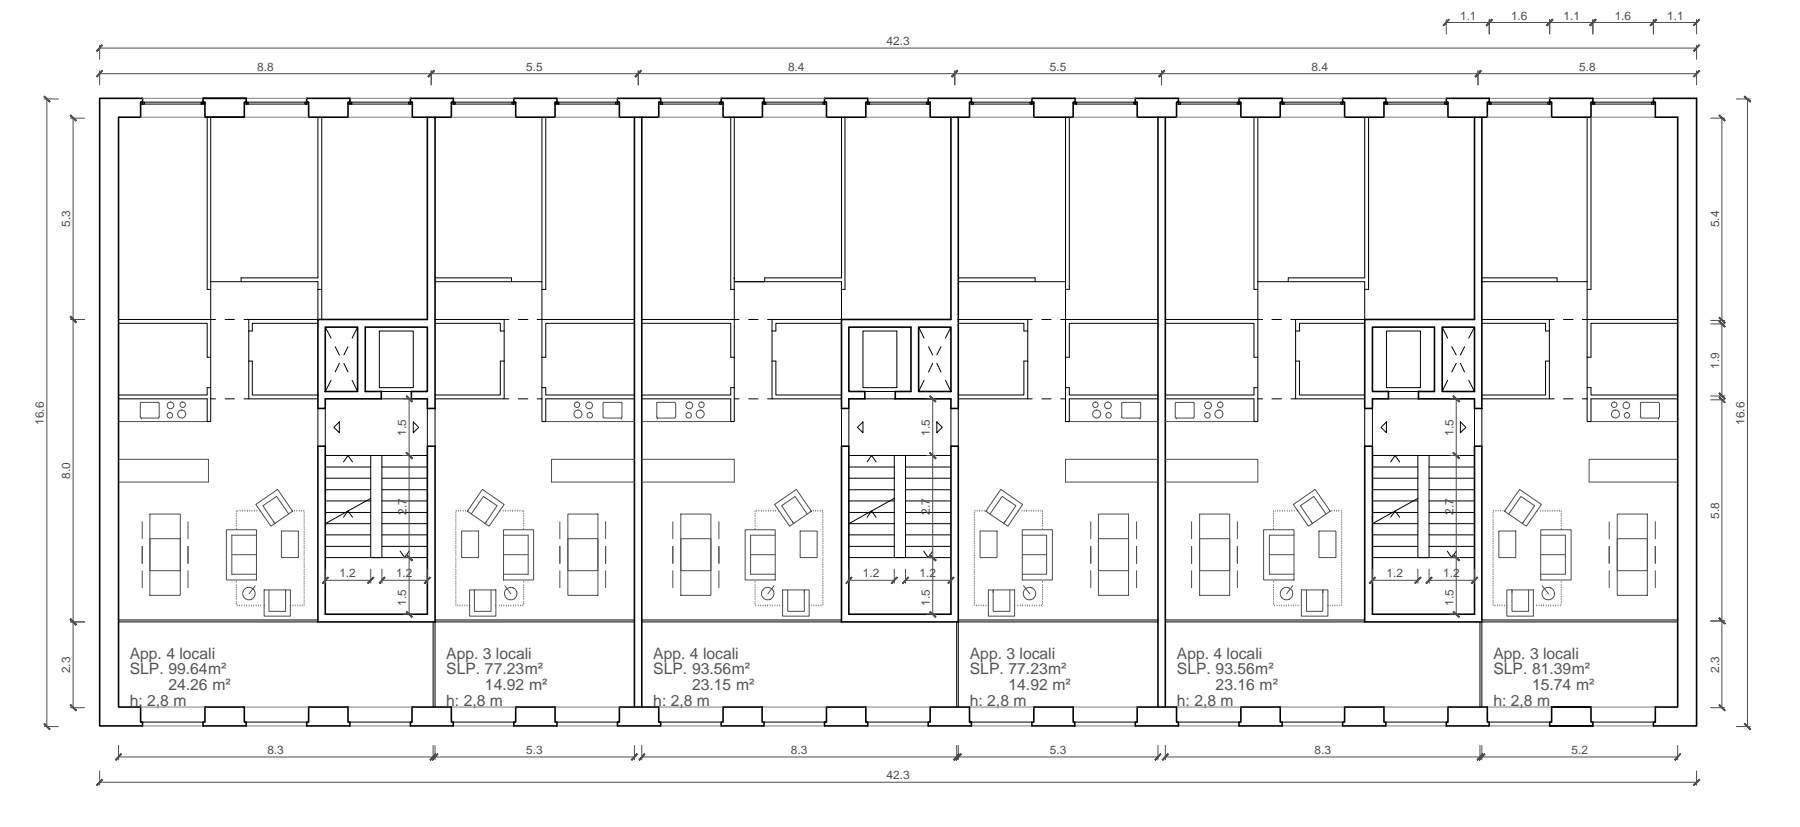 1.1 1.6 1.1 1.6 1.1
42.3
8.8 5.5 8.4 5.5 8.4 5.8
5.3
5.4
1.9
16.6
16.6
1.5 1.5 1.5
8.0
2.7 2.7 2.7
5.8
1.2 1.2 1.2 1.2 1.2 1.2
1.5 1.5 1.5
2.3
2.3
App. 4 locali
SLP. 99.64m²
24.26 m²
h: 2,8 m
App. 3 locali
SLP. 77.23m²
14.92 m²
h: 2,8 m
App. 4 locali
SLP. 93.56m²
23.15 m²
h: 2,8 m
App. 3 locali
SLP. 77.23m²
14.92 m²
h: 2,8 m
App. 4 locali
SLP. 93.56m²
23.16 m²
h: 2,8 m
App. 3 locali
SLP. 81.39m²
15.74 m²
h: 2,8 m
8.3 5.3 8.3 5.3 8.3 5.2
42.3